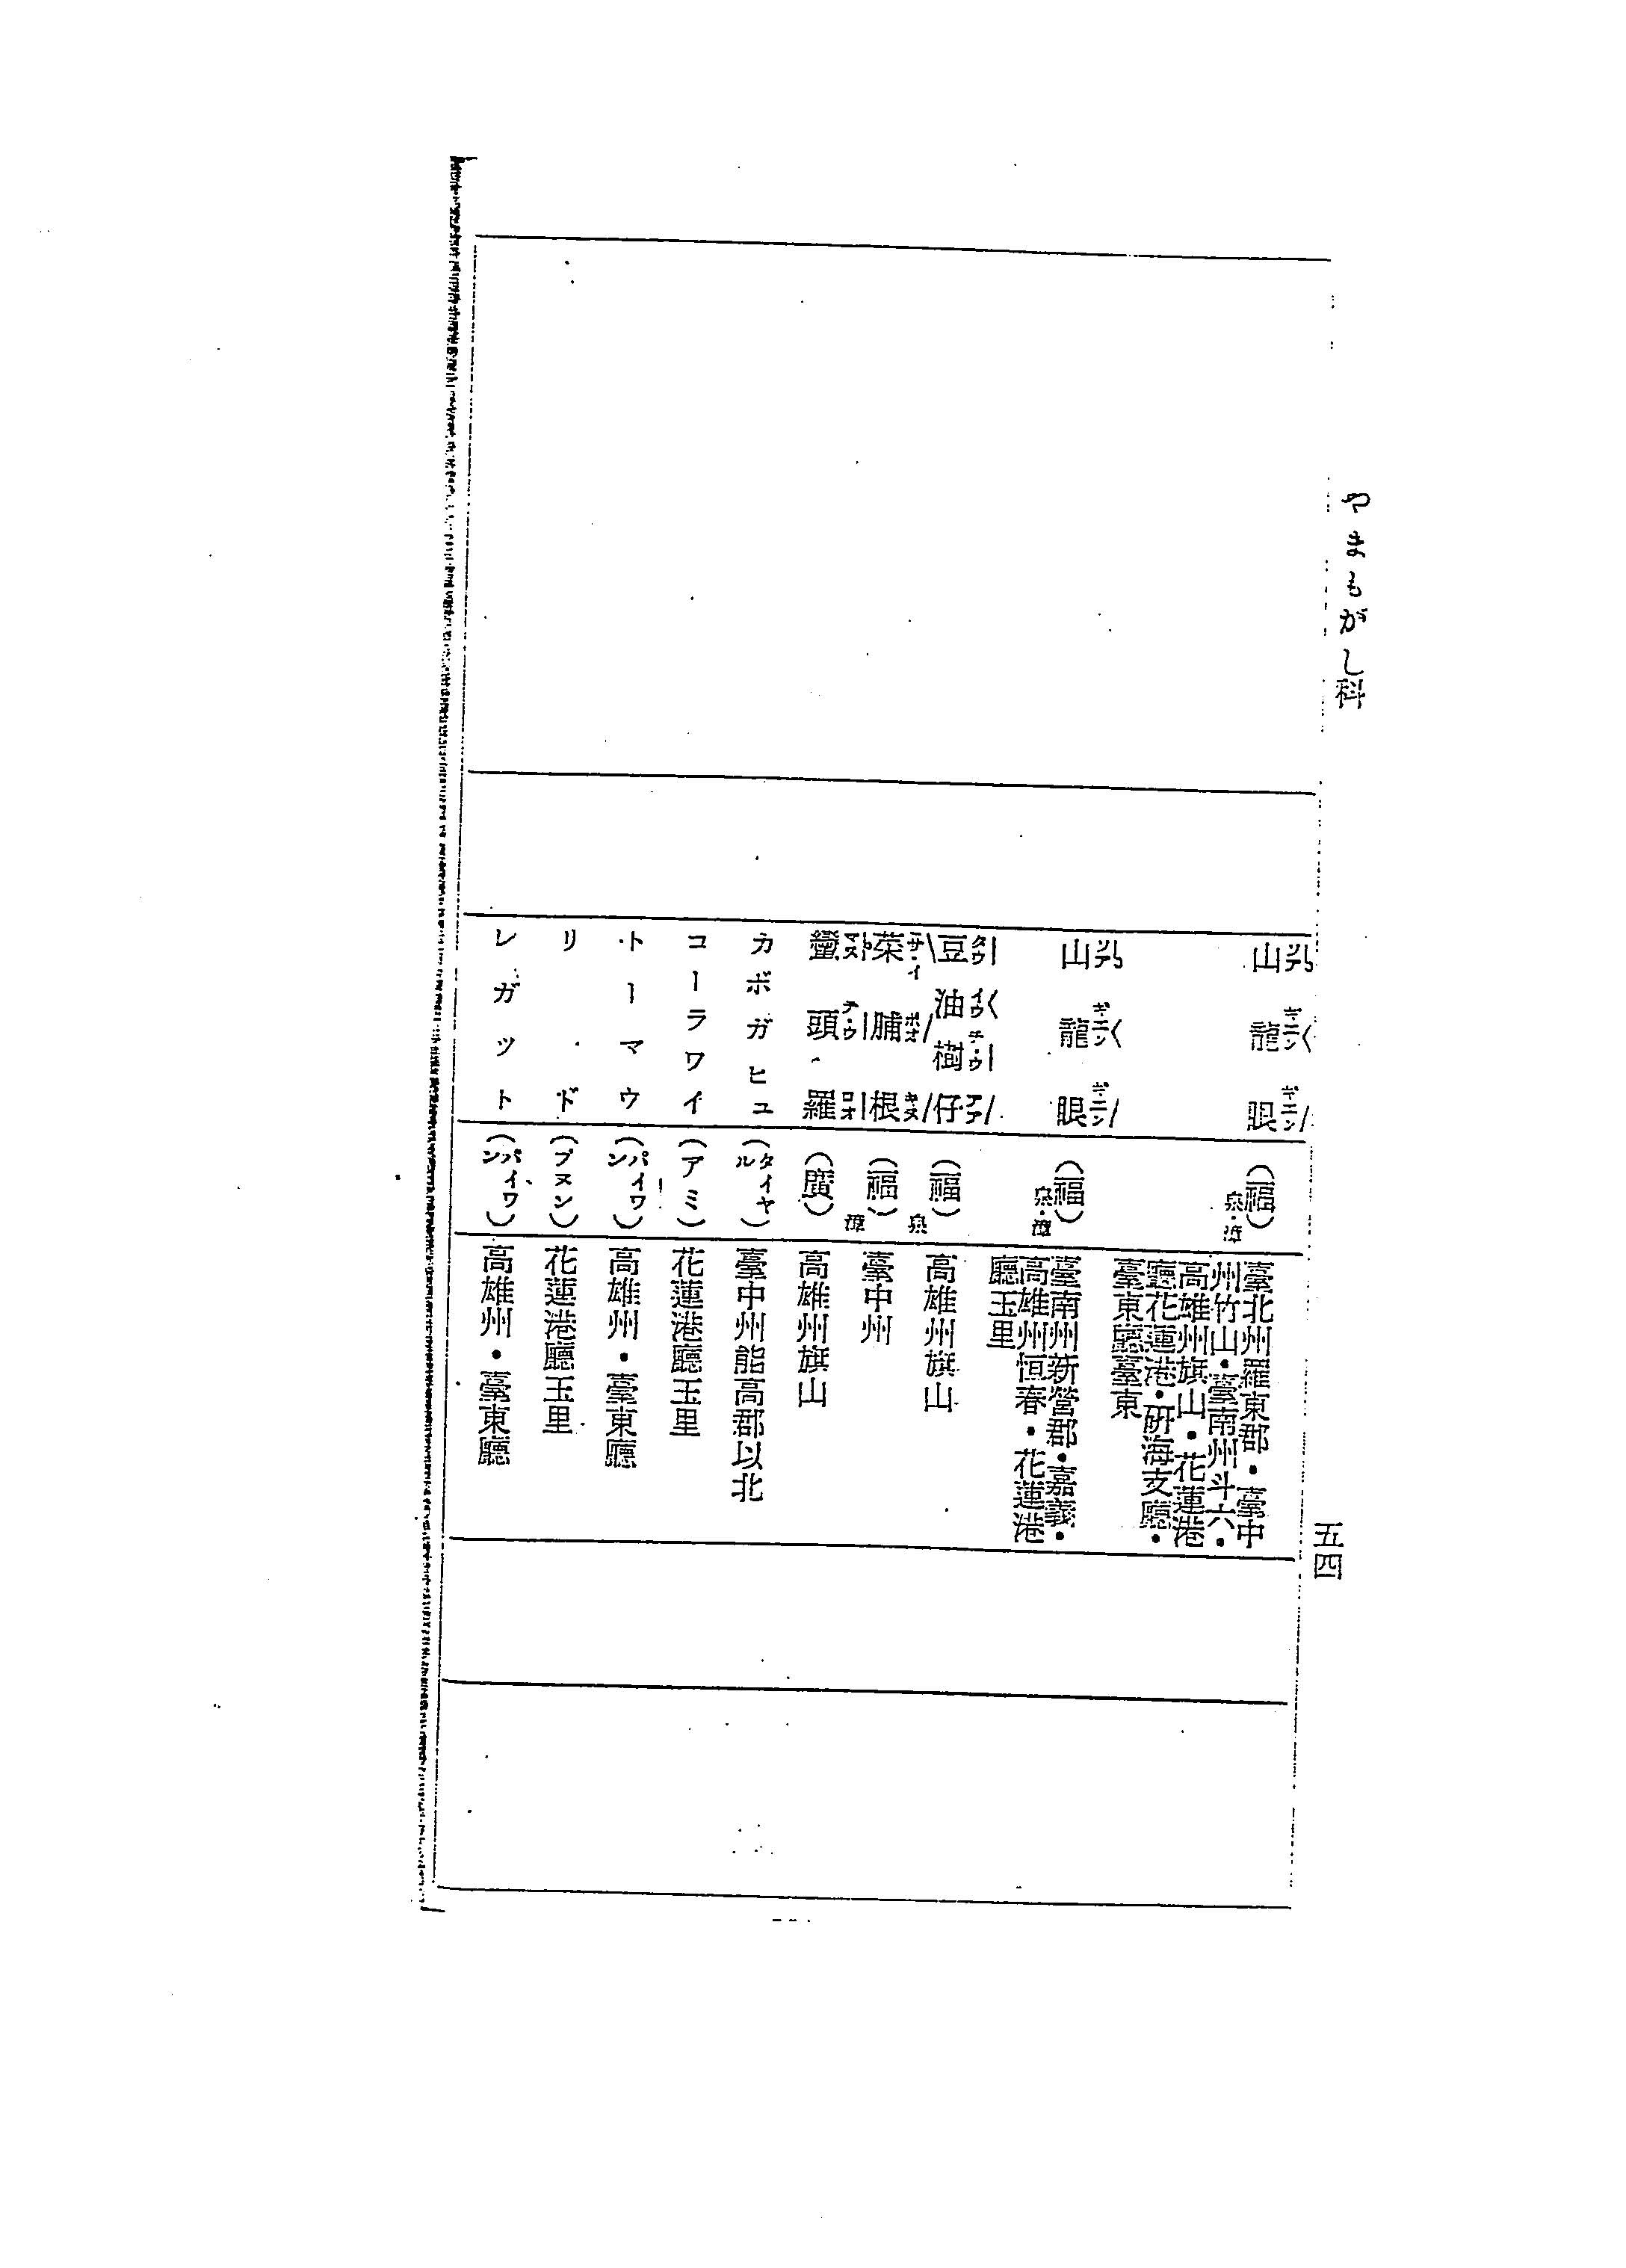 やまもがし科
五四
山龍眼
(福)
泉・漳
臺北州羅東郡・臺中
州竹山・臺南州斗六・
高雄州旗山・花蓮港
廳花蓮港・研海支廳・
臺東廳臺東
山龍眼
(福)
泉・漳
臺南州新營郡・嘉義・
高雄州恒春・花蓮港
廳玉里
豆油樹仔
(福)
泉
高雄州旗山
菜脯根
(福)
漳
臺中州
蠻頭羅
(廣)
高雄州旗山
カボガヒユ
(タイヤル)
臺中州能高郡以北
コーラワイ
(アミ)
花蓮港廳玉里
トーマウ
(パイワン)
高雄州・臺東廳
リド
(ブヌン)
花蓮港廳玉里
レガツト
(パイワン)
高雄州・臺東廳